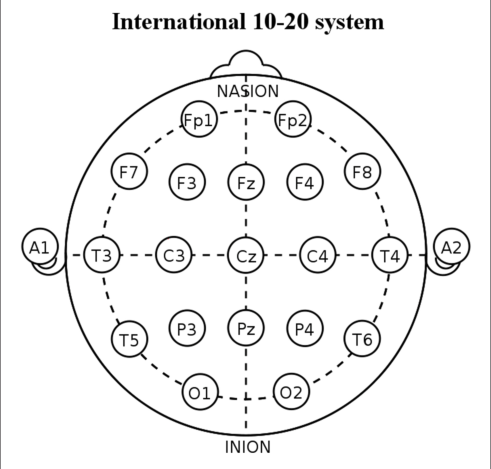 International 10-20 system
NASION
Fp1 Fp2
F7 F3 Fz F4 F8
A1 T3 C3 Cz C4 T4 A2
T5 P3 Pz P4 T6
O1 O2
INION